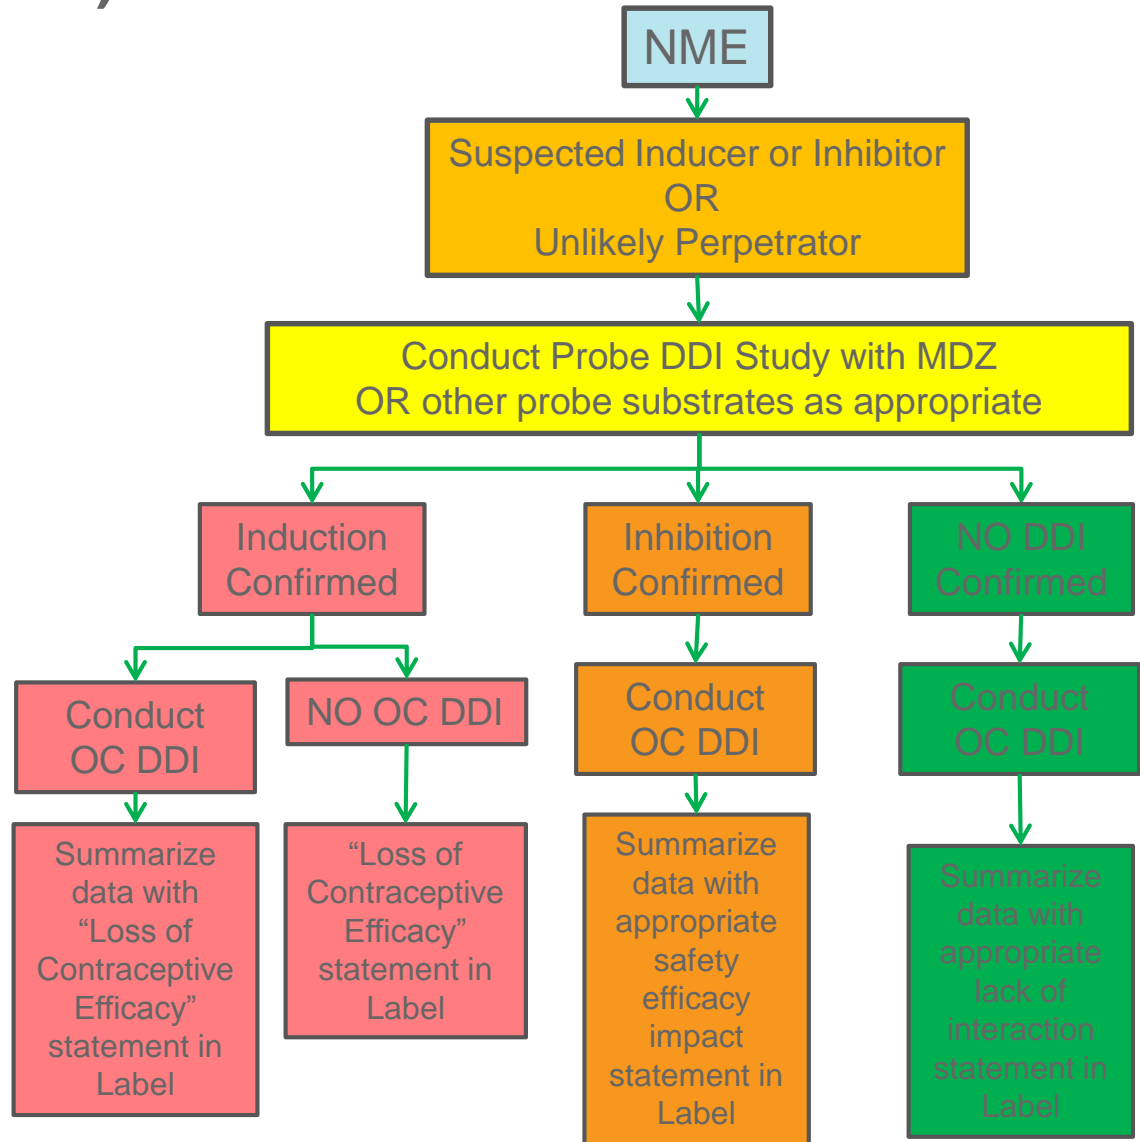 NME
Suspected Inducer or Inhibitor
OR
Unlikely Perpetrator
Conduct Probe DDI Study with MDZ
OR other probe substrates as appropriate
Induction
Confirmed
Inhibition
Confirmed
NO DDI
Confirmed
Conduct
OC DDI
NO OC DDI
Conduct
OC DDI
Conduct
OC DDI
Summarize
data with
“Loss of
Contraceptive
Efficacy”
statement in
Label
“Loss of
Contraceptive
Efficacy”
statement in
Label
Summarize
data with
appropriate
safety
efficacy
impact
statement in
Label
Summarize
data with
appropriate
lack of
interaction
statement in
Label